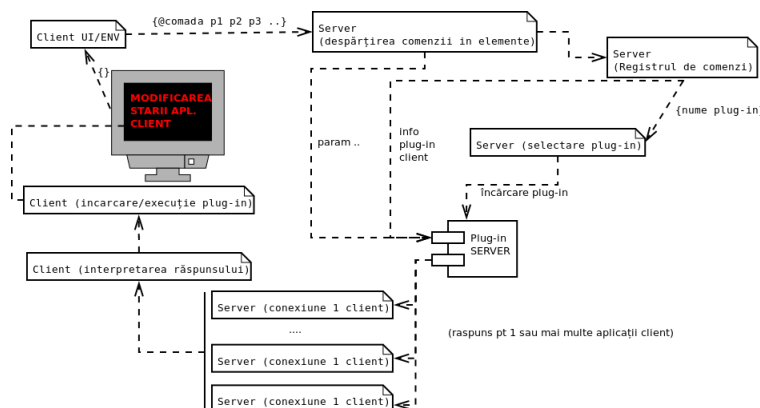 {@comada p1 p2 p3 ..}
Client UI/ENV
Server
(despărțirea comenzii in elemente)
Server
(Registrul de comenzi)
{}
MODIFICAREA
STARII APL.
CLIENT
{nume plug-in}
param ..
info
plug-in
client
Server (selectare plug-in)
încărcare plug-in
Client (incarcare/execuție plug-in)
Plug-in
SERVER
Client (interpretarea răspunsului)
Server (conexiune 1 client)
....
(raspuns pt 1 sau mai multe aplicații client)
Server (conexiune 1 client)
Server (conexiune 1 client)